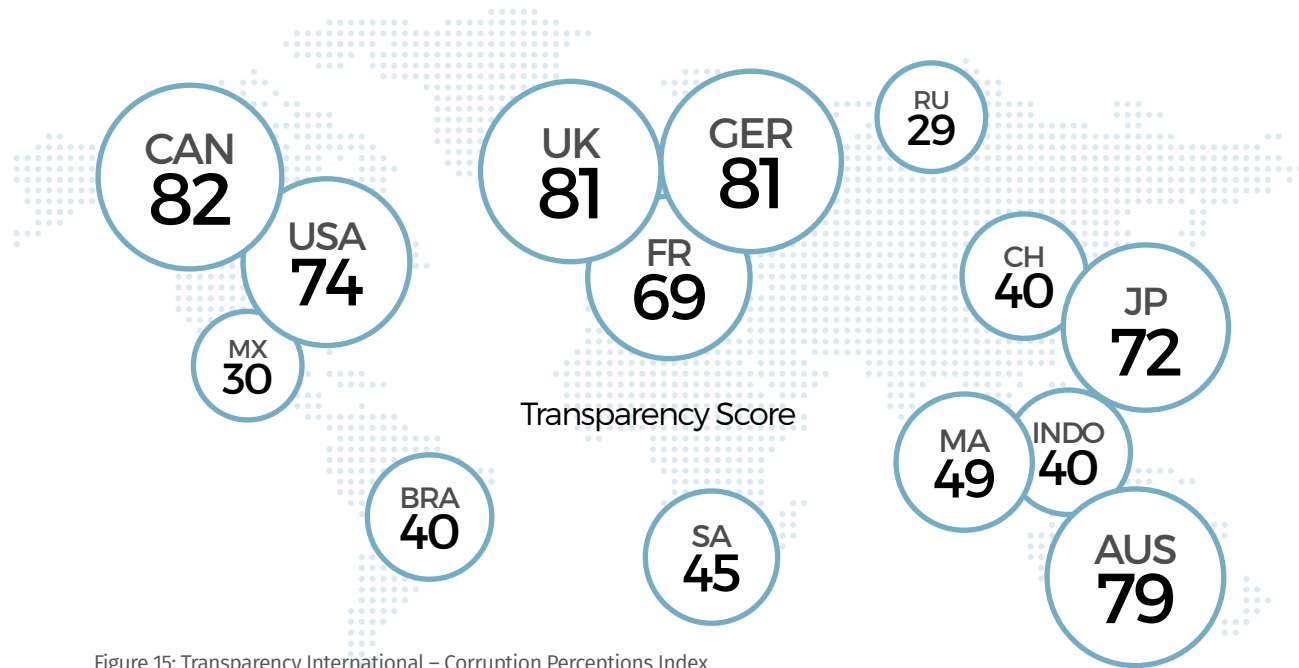 CAN
82
USA
74
MX
30
BRA
40
UK
81
GER
81
FR
69
Transparency Score
SA
45
RU
29
CH
40
JP
72
MA
49
INDO
40
AUS
79
Figure 15: Transparency International – Corruption Perceptions Index